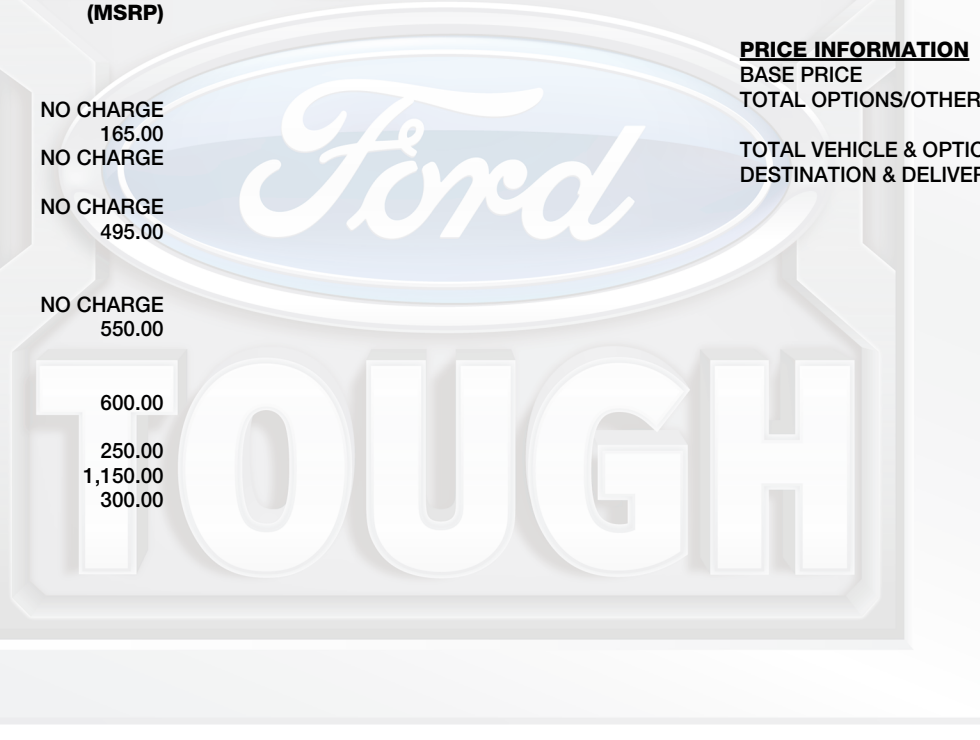 (MSRP)
NO CHARGE
165.00
NO CHARGE
NO CHARGE
495.00
NO CHARGE
550.00
600.00
250.00
1,150.00
300.00
PRICE INFORMATION
BASE PRICE
TOTAL OPTIONS/OTHER
TOTAL VEHICLE & OPTIO
DESTINATION & DELIVER
Ford
TOUGH